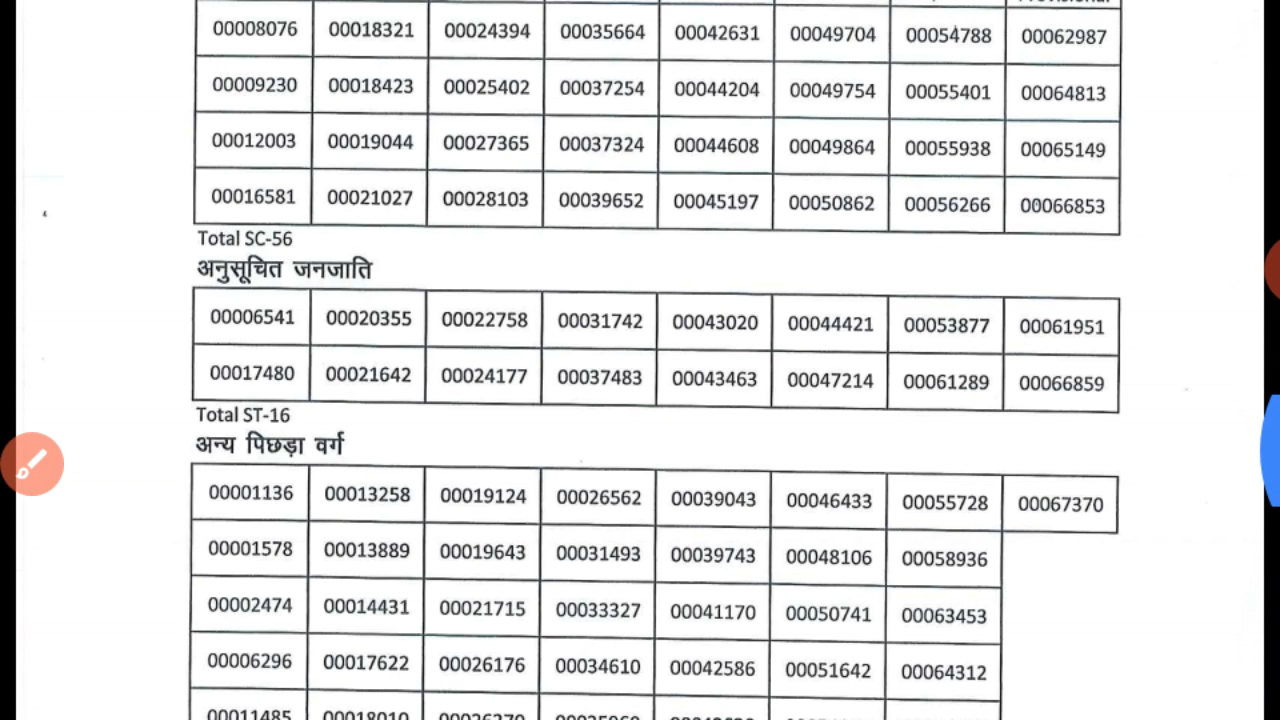 Provisional
00008076 00018321 00024394 00035664 00042631 00049704 00054788 00062987
00009230 00018423 00025402 00037254 00044204 00049754 00055401 00064813
00012003 00019044 00027365 00037324 00044608 00049864 00055938 00065149
00016581 00021027 00028103 00039652 00045197 00050862 00056266 00066853
Total SC-56
अनुसूचित जनजाति
00006541 00020355 00022758 00031742 00043020 00044421 00053877 00061951
00017480 00021642 00024177 00037483 00043463 00047214 00061289 00066859
Total ST-16
अन्य पिछड़ा वर्ग
00001136 00013258 00019124 00026562 00039043 00046433 00055728 00067370
00001578 00013889 00019643 00031493 00039743 00048106 00058936
00002474 00014431 00021715 00033327 00041170 00050741 00063453
00006296 00017622 00026176 00034610 00042586 00051642 00064312
00011485 00018010